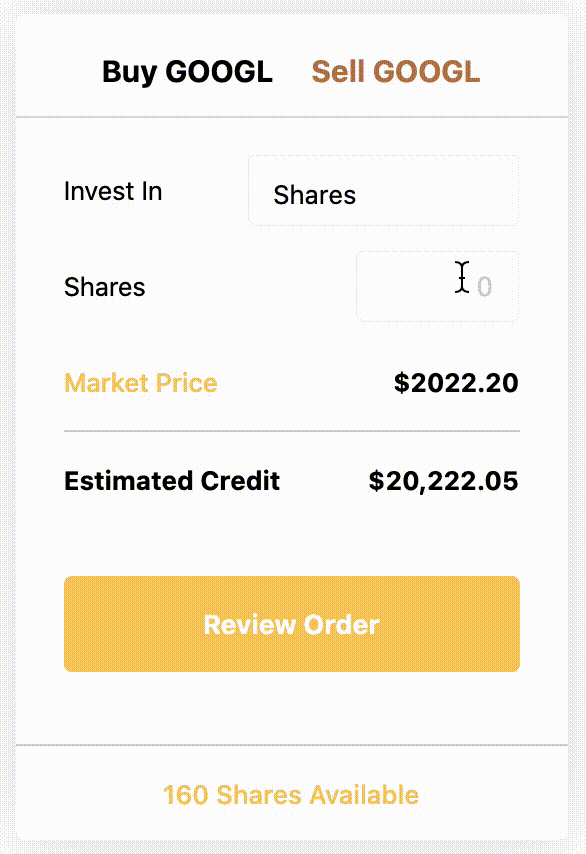 Buy GOOGL Sell GOOGL
Invest In Shares
Shares 0
Market Price $2022.20
Estimated Credit $20,222.05
Review Order
160 Shares Available